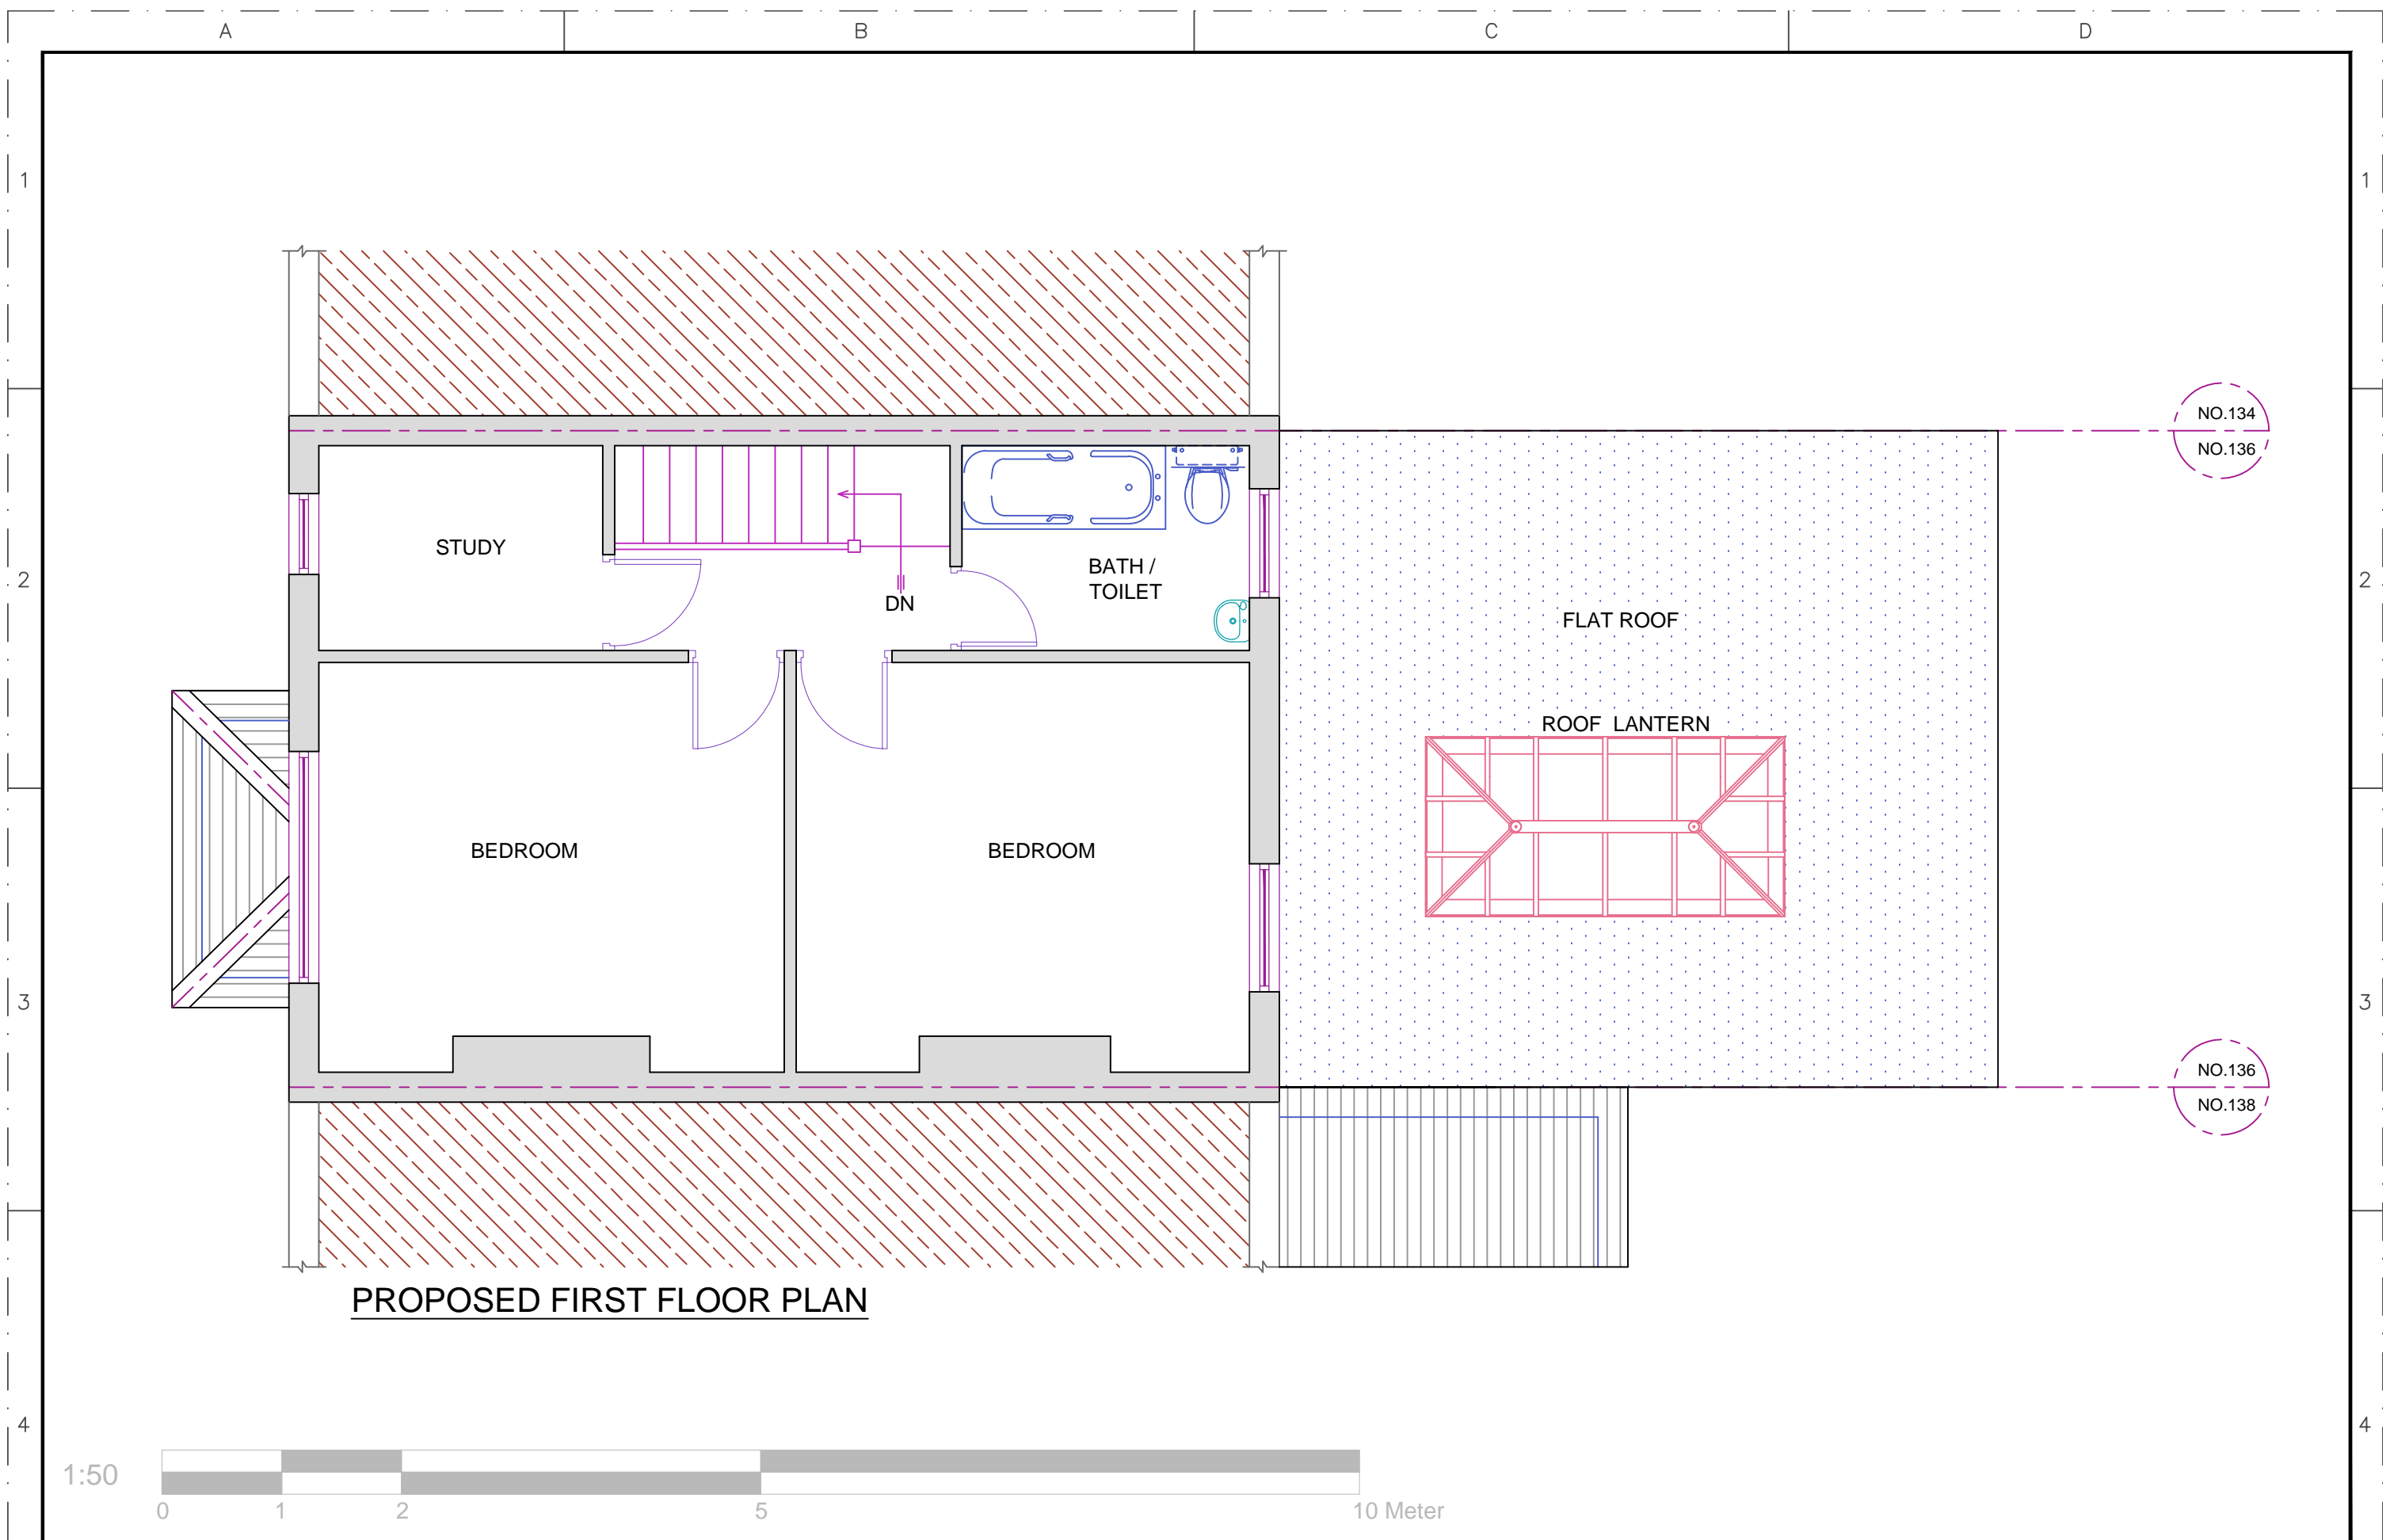 A B C D
1 1
NO.134
NO.136
STUDY
BATH /
TOILET
DN
2 2
FLAT ROOF
ROOF LANTERN
BEDROOM BEDROOM
3 3
NO.136
NO.138
PROPOSED FIRST FLOOR PLAN
4 4
1:50
0 1 2 5 10 Meter